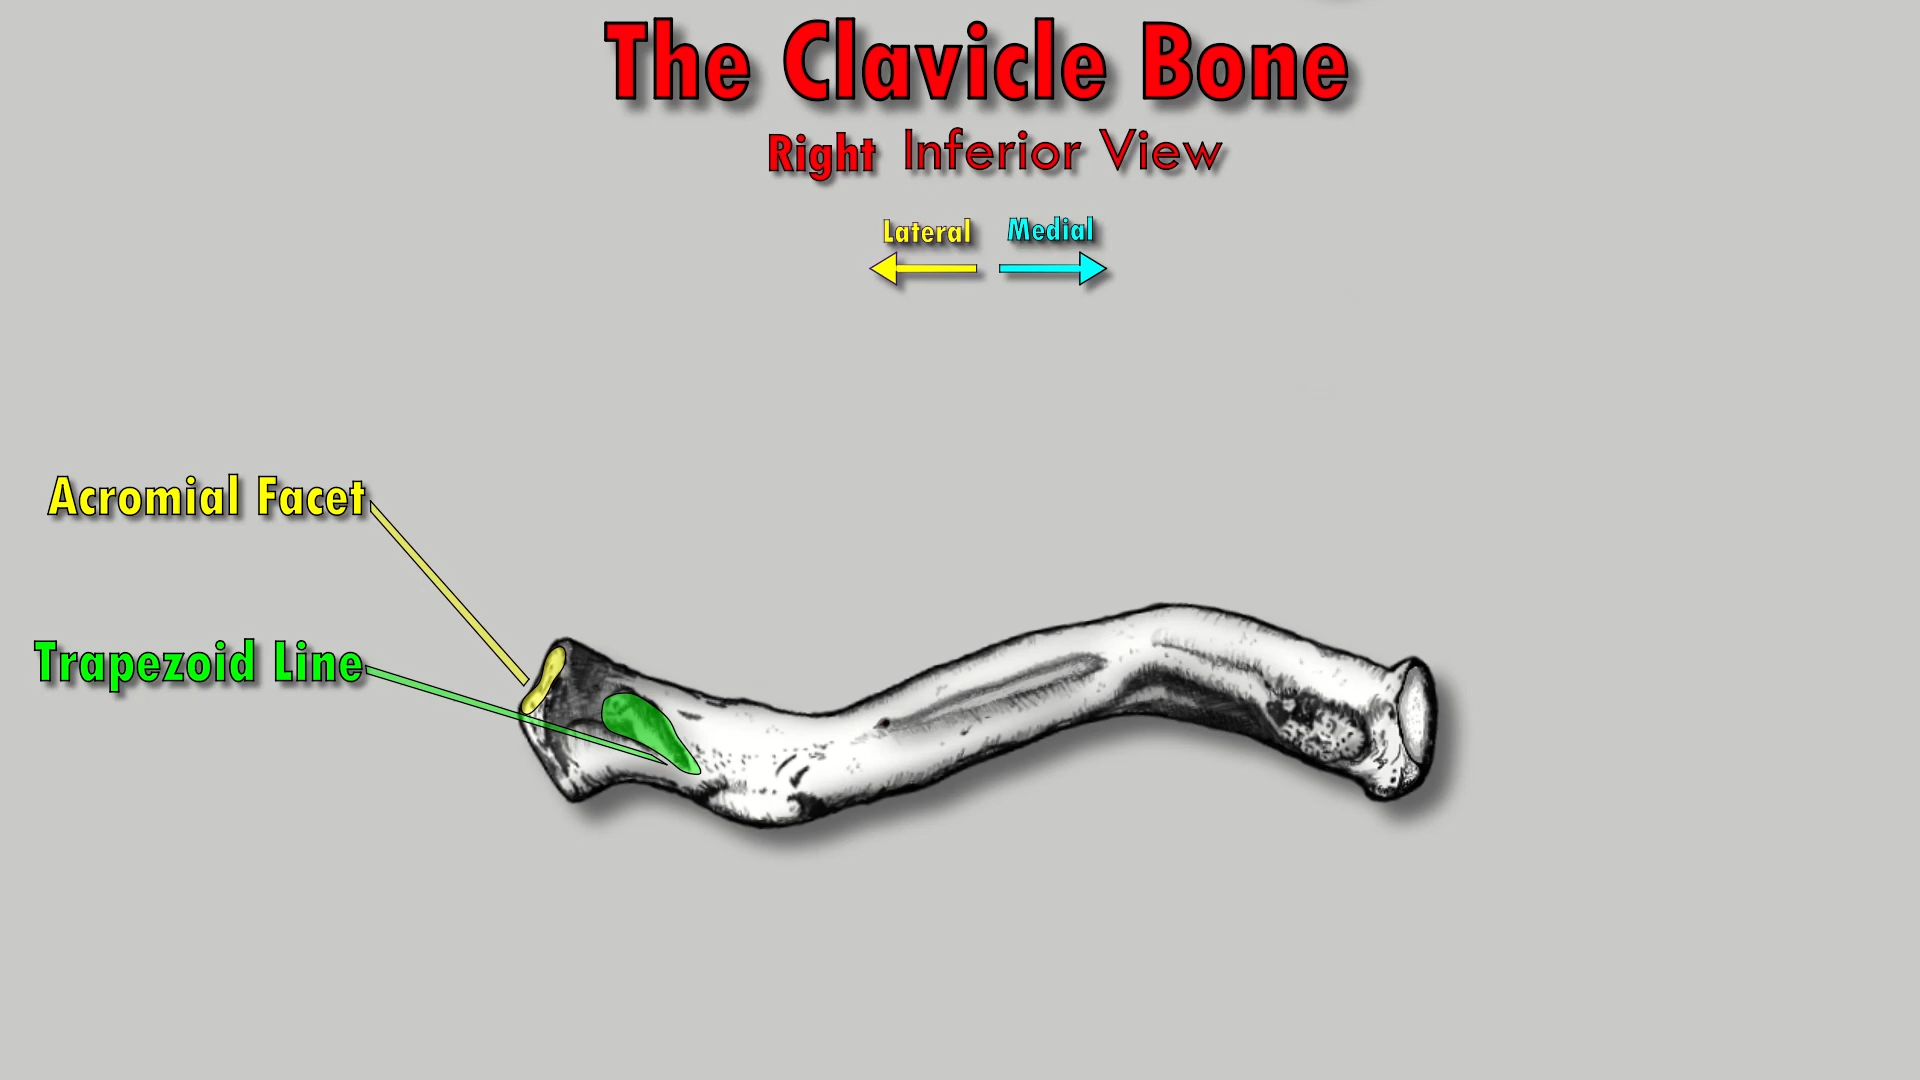 The Clavicle Bone
Right Inferior View
Lateral Medial
Acromial Facet
Trapezoid Line